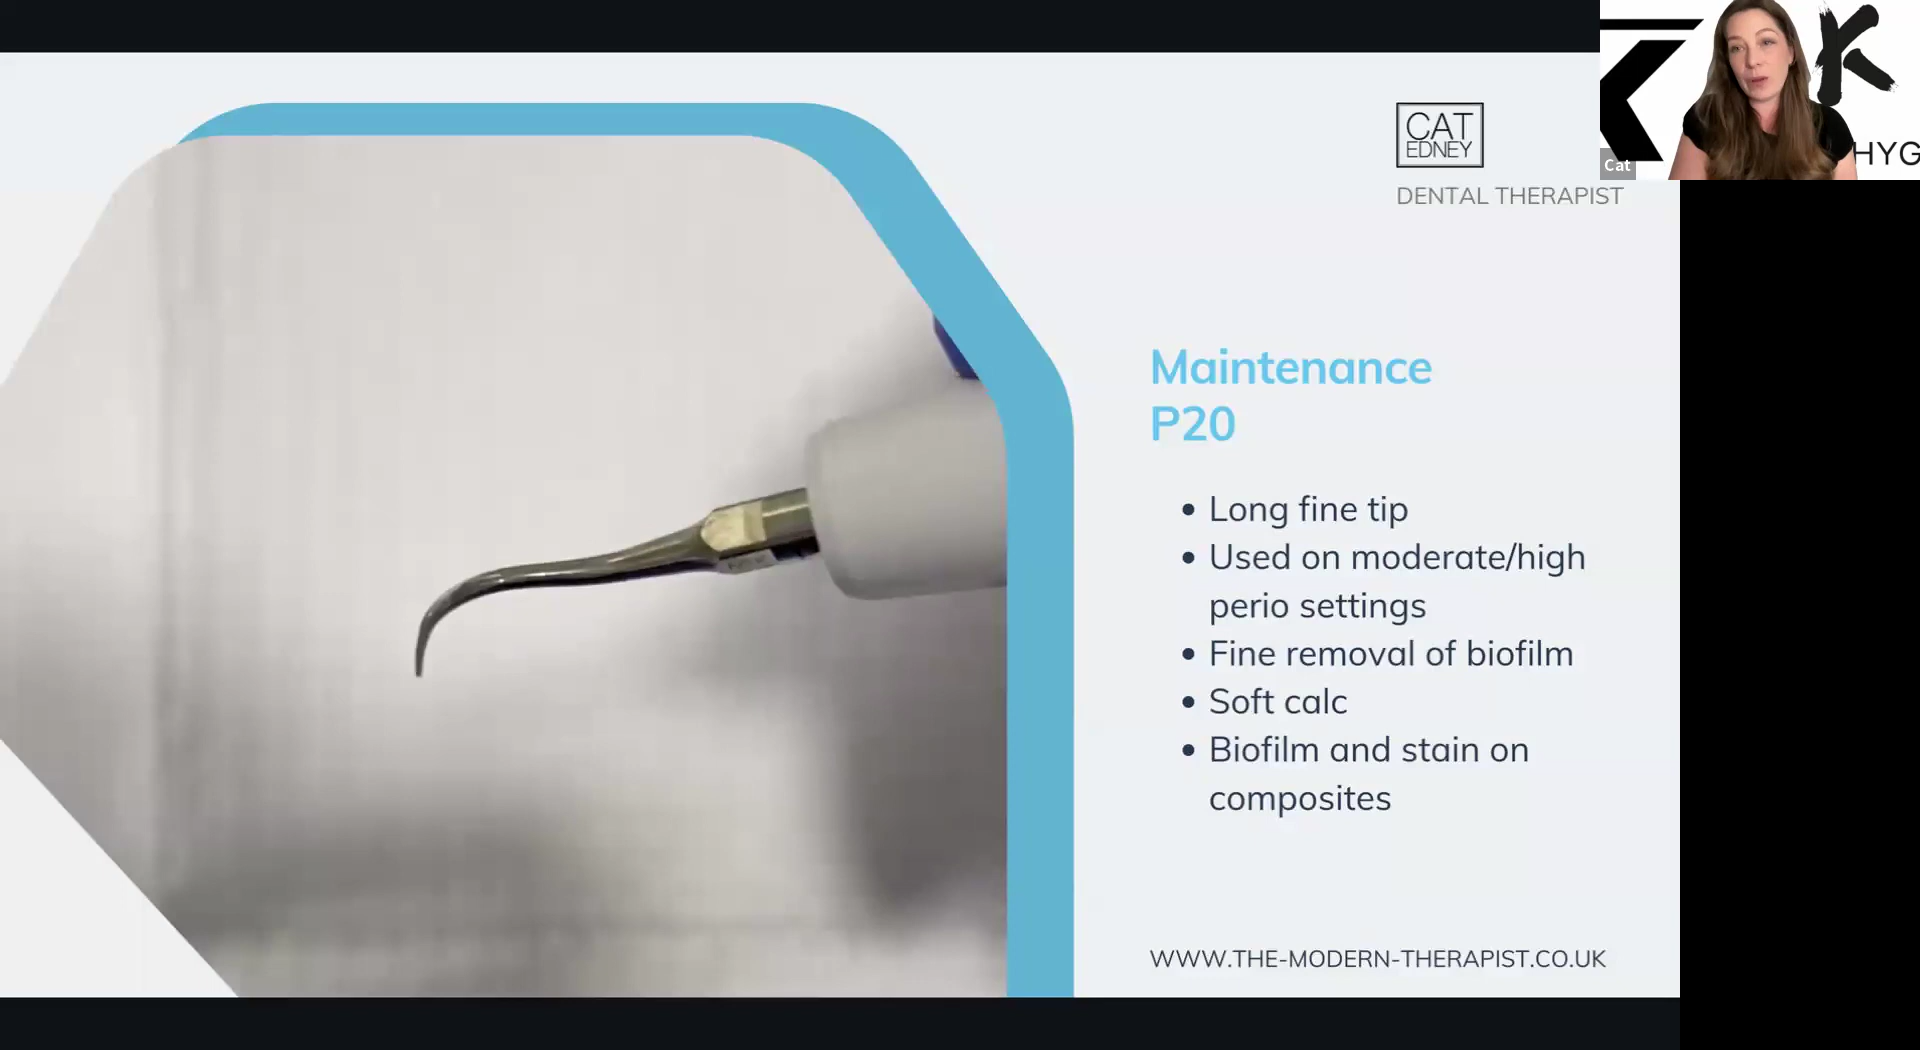 CAT
EDNEY
DENTAL THERAPIST
K
HYG
Cat
Maintenance
P20
• Long fine tip
• Used on moderate/high
perio settings
• Fine removal of biofilm
• Soft calc
• Biofilm and stain on
composites
WWW.THE-MODERN-THERAPIST.CO.UK